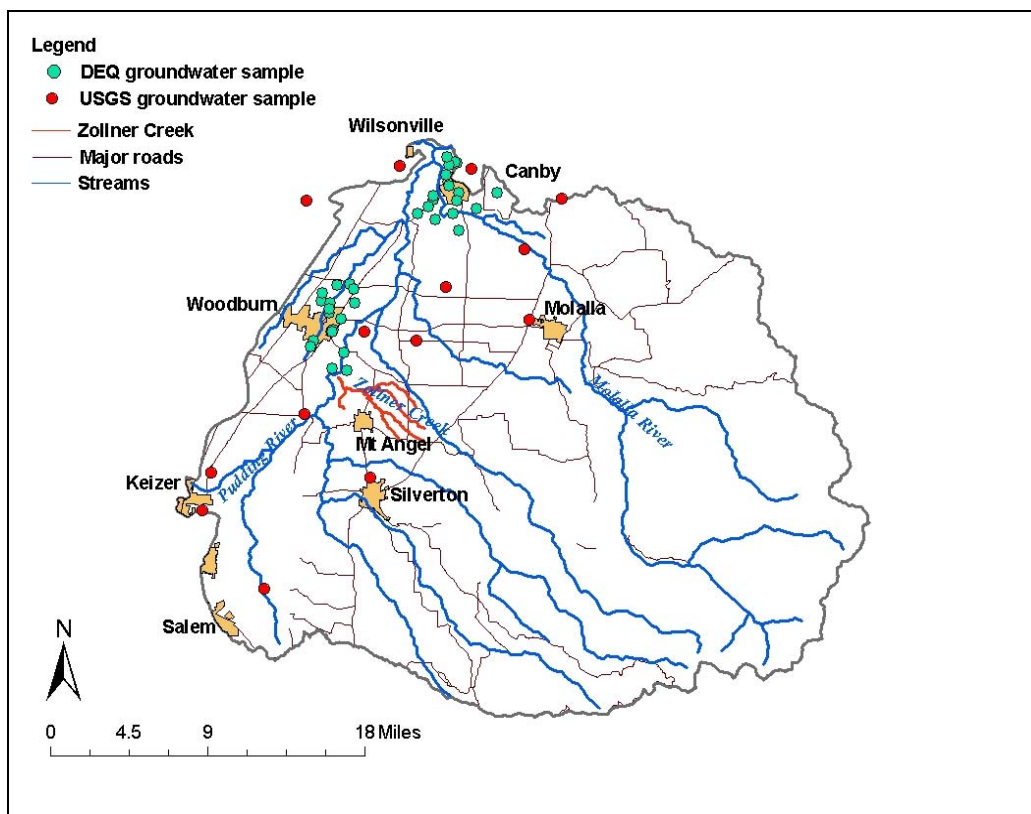 Legend
DEQ groundwater sample
USGS groundwater sample
Zollner Creek
Major roads
Streams
Wilsonville
Canby
Woodburn
Molalla
Zollner Creek
Molalla River
Mt Angel
Pudding River
Keizer
Silverton
Salem
N
0 4.5 9 18 Miles